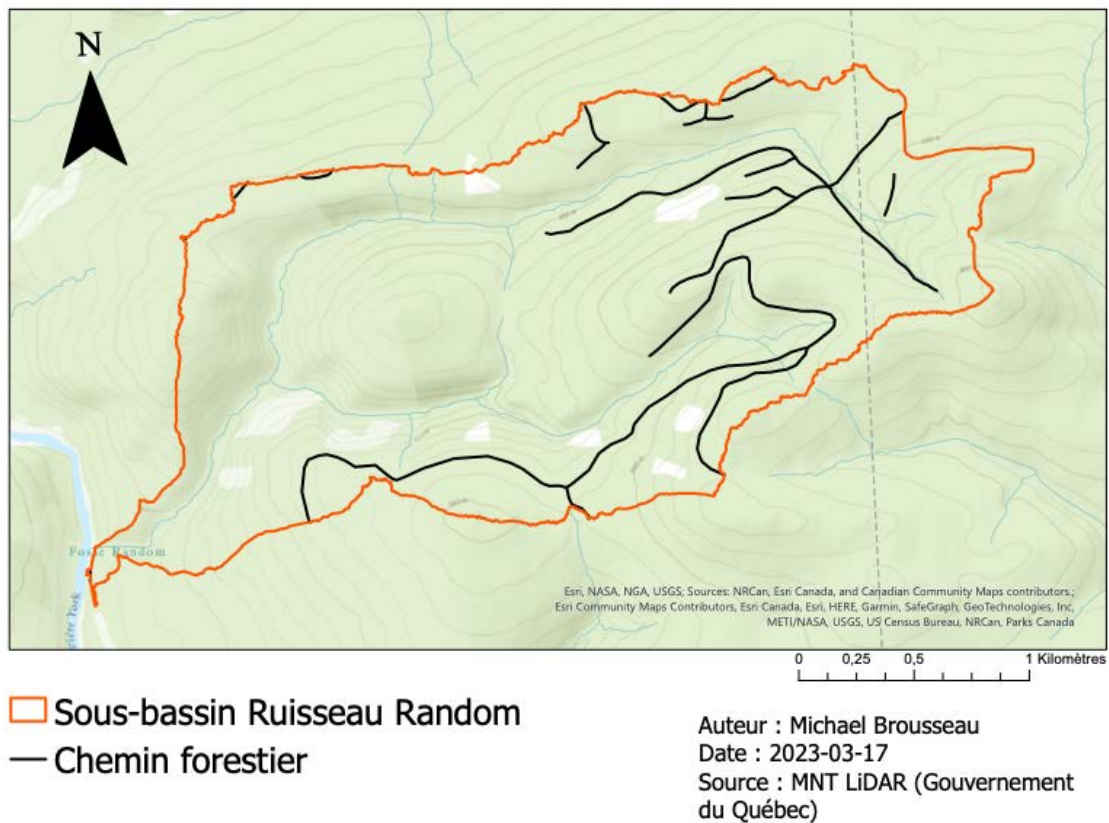 N
Fosse Random
ière York
Esri, NASA, NGA, USGS; Sources: NRCan, Esri Canada, and Canadian Community Maps contributors.;
Esri Community Maps Contributors, Esri Canada, Esri, HERE, Garmin, SafeGraph, GeoTechnologies, Inc,
METI/NASA, USGS, US Census Bureau, NRCan, Parks Canada
0 0,25 0,5 1 Kilomètres
Sous-bassin Ruisseau Random
Chemin forestier
Auteur : Michael Brousseau
Date : 2023-03-17
Source : MNT LiDAR (Gouvernement
du Québec)